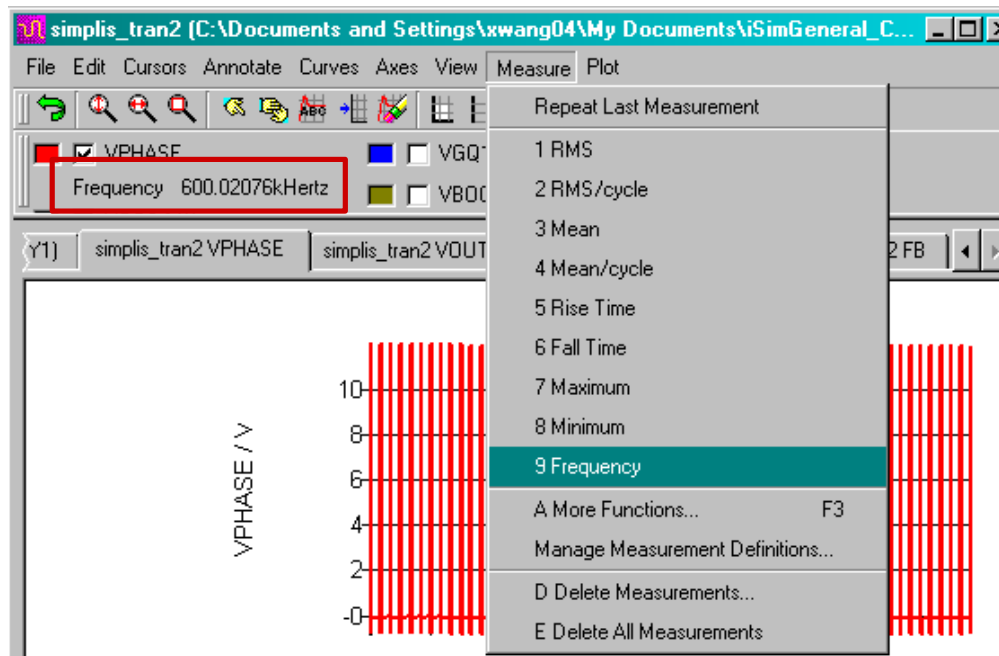 simplis_tran2 (C:\Documents and Settings\xwang04\My Documents\iSimGeneral_C...
File Edit Cursors Annotate Curves Axes View Measure Plot
ABC
Repeat Last Measurement
1 RMS
2 RMS/cycle
3 Mean
4 Mean/cycle
5 Rise Time
6 Fall Time
7 Maximum
8 Minimum
9 Frequency
A More Functions... F3
Manage Measurement Definitions...
D Delete Measurements...
E Delete All Measurements
VPHASE
Frequency 600.02076kHertz
Y1) simplis_tran2 VPHASE simplis_tran2 VOUT 2 FB
VPHASE / V
10
8
6
4
2
-0